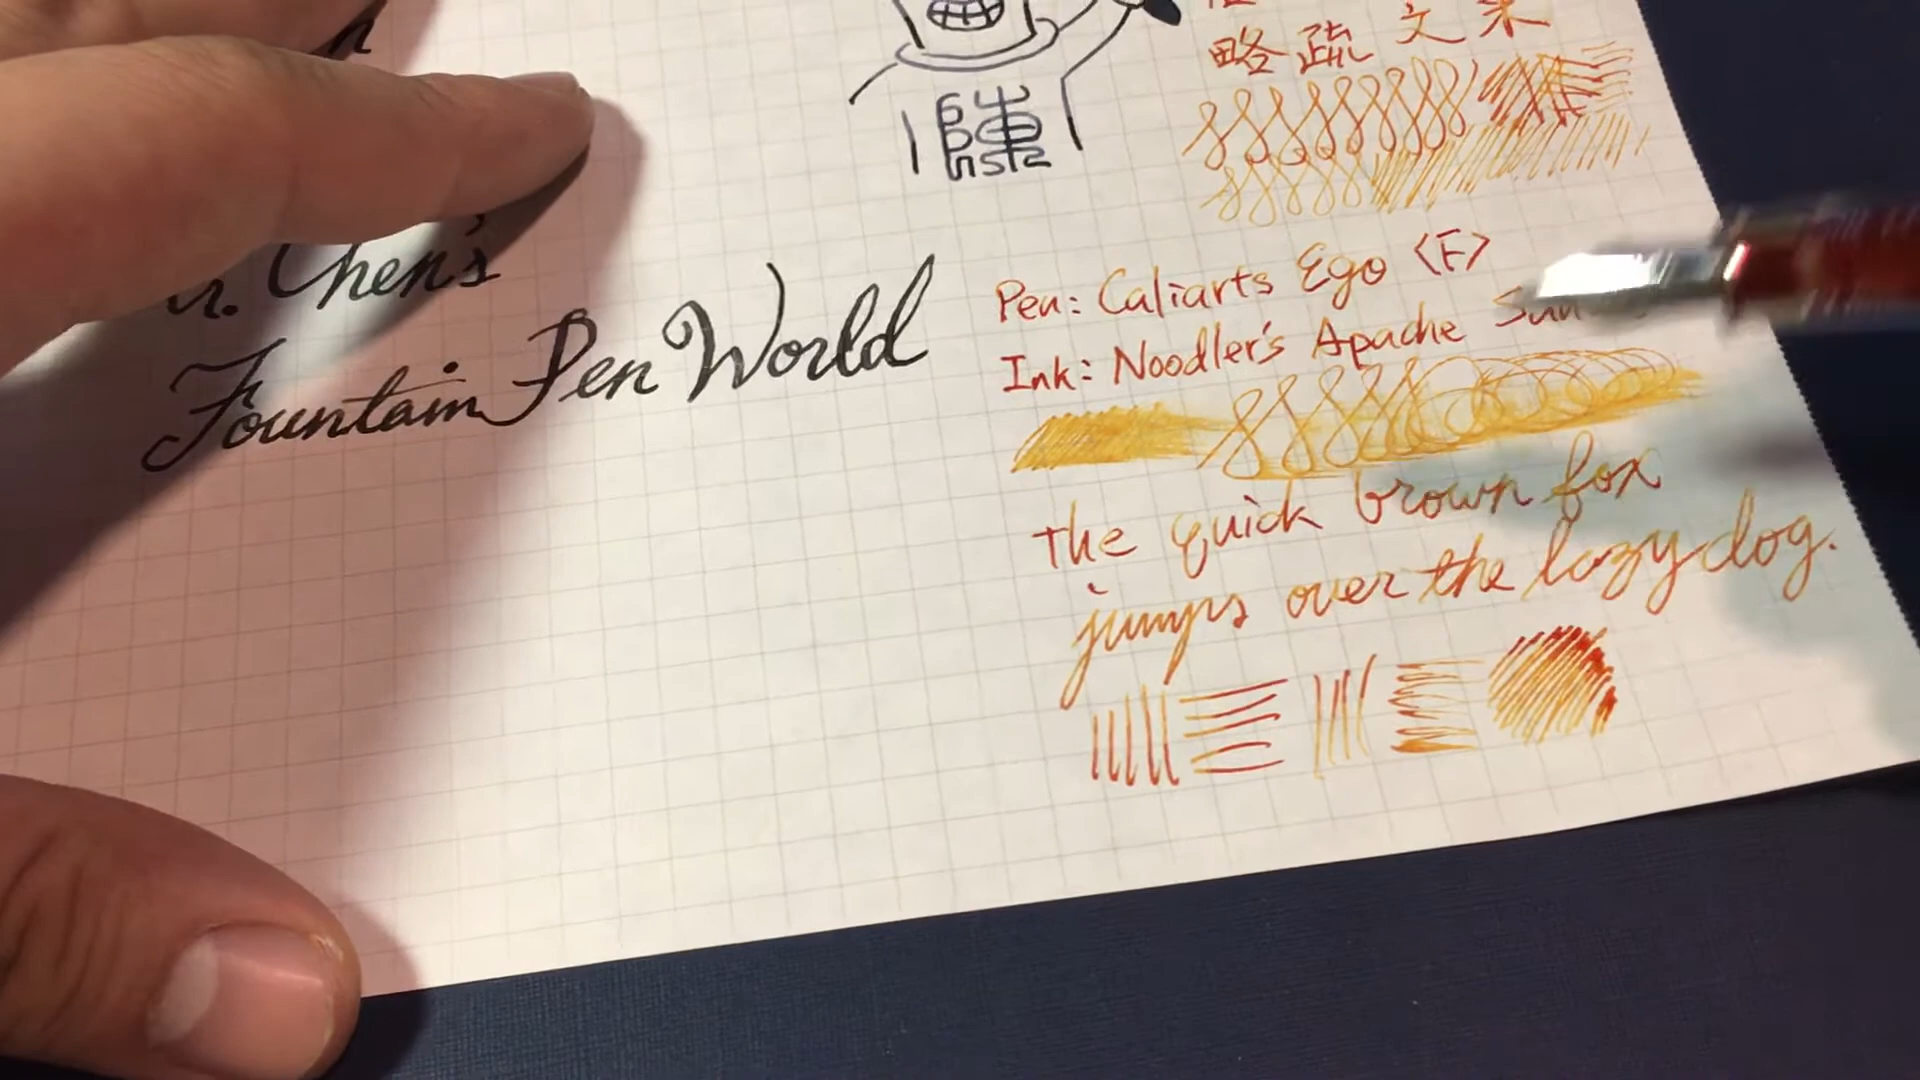 Chen's
Fountain Pen World
陳
略疏文采
Pen: Caliarts Ego <F>
Ink: Noodler's Apache
the quick brown fox
jumps over the lazy dog.